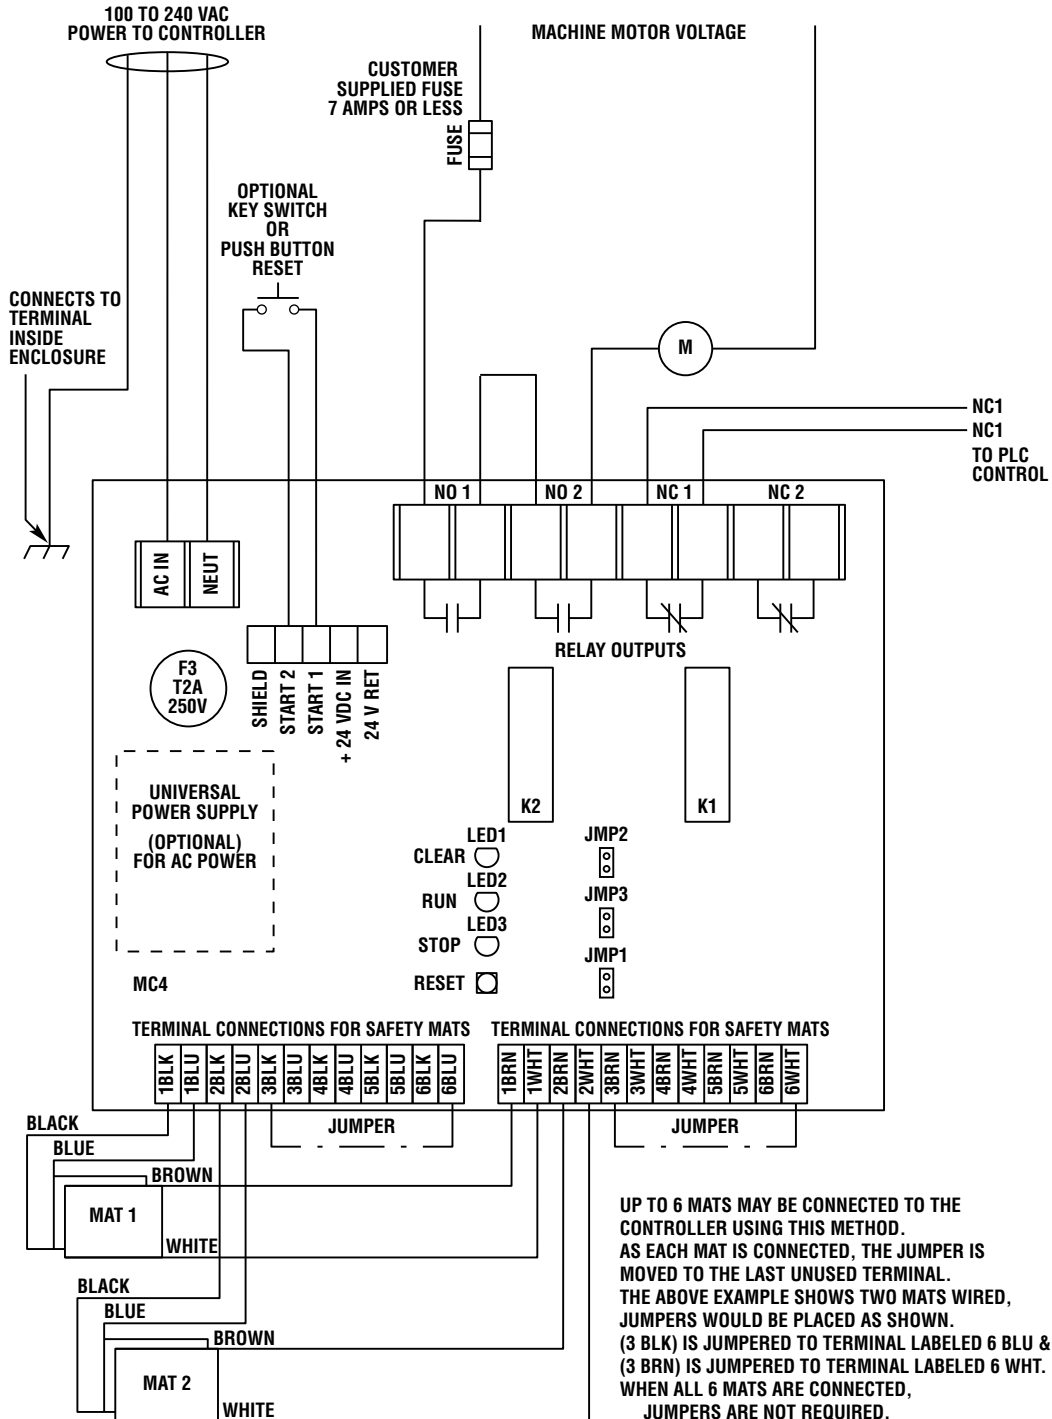 100 TO 240 VAC
POWER TO CONTROLLER
MACHINE MOTOR VOLTAGE
CUSTOMER
SUPPLIED FUSE
7 AMPS OR LESS
FUSE
OPTIONAL
KEY SWITCH
OR
PUSH BUTTON
RESET
CONNECTS TO
TERMINAL
INSIDE
ENCLOSURE
M
NC1
NC1
TO PLC
CONTROL
NO 1
NO 2
NC 1
NC 2
AC IN
NEUT
RELAY OUTPUTS
F3
T2A
250V
SHIELD
START 2
START 1
+ 24 VDC IN
24 V RET
UNIVERSAL
POWER SUPPLY
(OPTIONAL)
FOR AC POWER
K2
K1
LED1
CLEAR
LED2
RUN
LED3
STOP
RESET
JMP2
JMP3
JMP1
MC4
TERMINAL CONNECTIONS FOR SAFETY MATS
TERMINAL CONNECTIONS FOR SAFETY MATS
1BLK
1BLU
2BLK
2BLU
3BLK
3BLU
4BLK
4BLU
5BLK
5BLU
6BLK
6BLU
1BRN
1WHT
2BRN
2WHT
3BRN
3WHT
4BRN
4WHT
5BRN
5WHT
6BRN
6WHT
JUMPER
JUMPER
BLACK
BLUE
BROWN
MAT 1
WHITE
BLACK
BLUE
BROWN
MAT 2
WHITE
UP TO 6 MATS MAY BE CONNECTED TO THE
CONTROLLER USING THIS METHOD.
AS EACH MAT IS CONNECTED, THE JUMPER IS
MOVED TO THE LAST UNUSED TERMINAL.
THE ABOVE EXAMPLE SHOWS TWO MATS WIRED,
JUMPERS WOULD BE PLACED AS SHOWN.
(3 BLK) IS JUMPERED TO TERMINAL LABELED 6 BLU &
(3 BRN) IS JUMPERED TO TERMINAL LABELED 6 WHT.
WHEN ALL 6 MATS ARE CONNECTED,
JUMPERS ARE NOT REQUIRED.